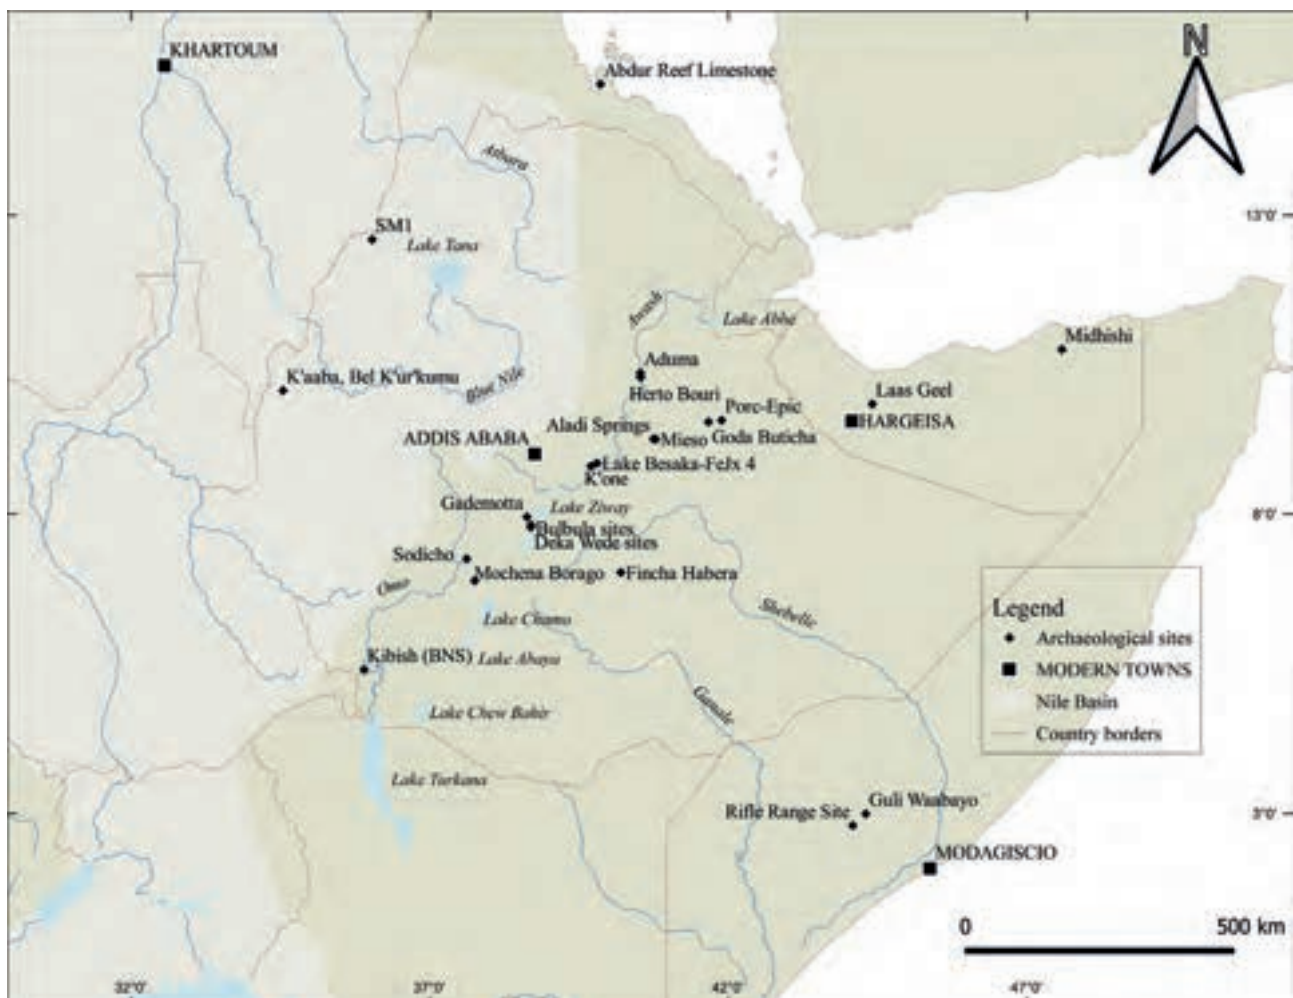 KHARTOUM
Abdur Reef Limestone
N
Atbara
SM1
Lake Tana
13°0'
Awash
Lake Abbe
Midhishi
Aduma
K'aaba, Bel K'ur'kumu
Blue Nile
Herto Bouri
Laas Geel
Porc-Epic
HARGEISA
Aladi Springs
Mieso
Goda Buticha
ADDIS ABABA
Lake Besaka-FeJx 4
K'one
Gademotta
Lake Ziway
8°0'
Bulbula sites
Deka Wede sites
Sodicho
Mochena Borago
Fincha Habera
Omo
Lake Chamo
Shebelle
Legend
Archaeological sites
MODERN TOWNS
Nile Basin
Country borders
Kibish (BNS)
Lake Abaya
Lake Chew Bahir
Ganale
Lake Turkana
Guli Waabayo
Rifle Range Site
3°0'
MODAGISCIO
0
500 km
32°0'
37°0'
42°0'
47°0'